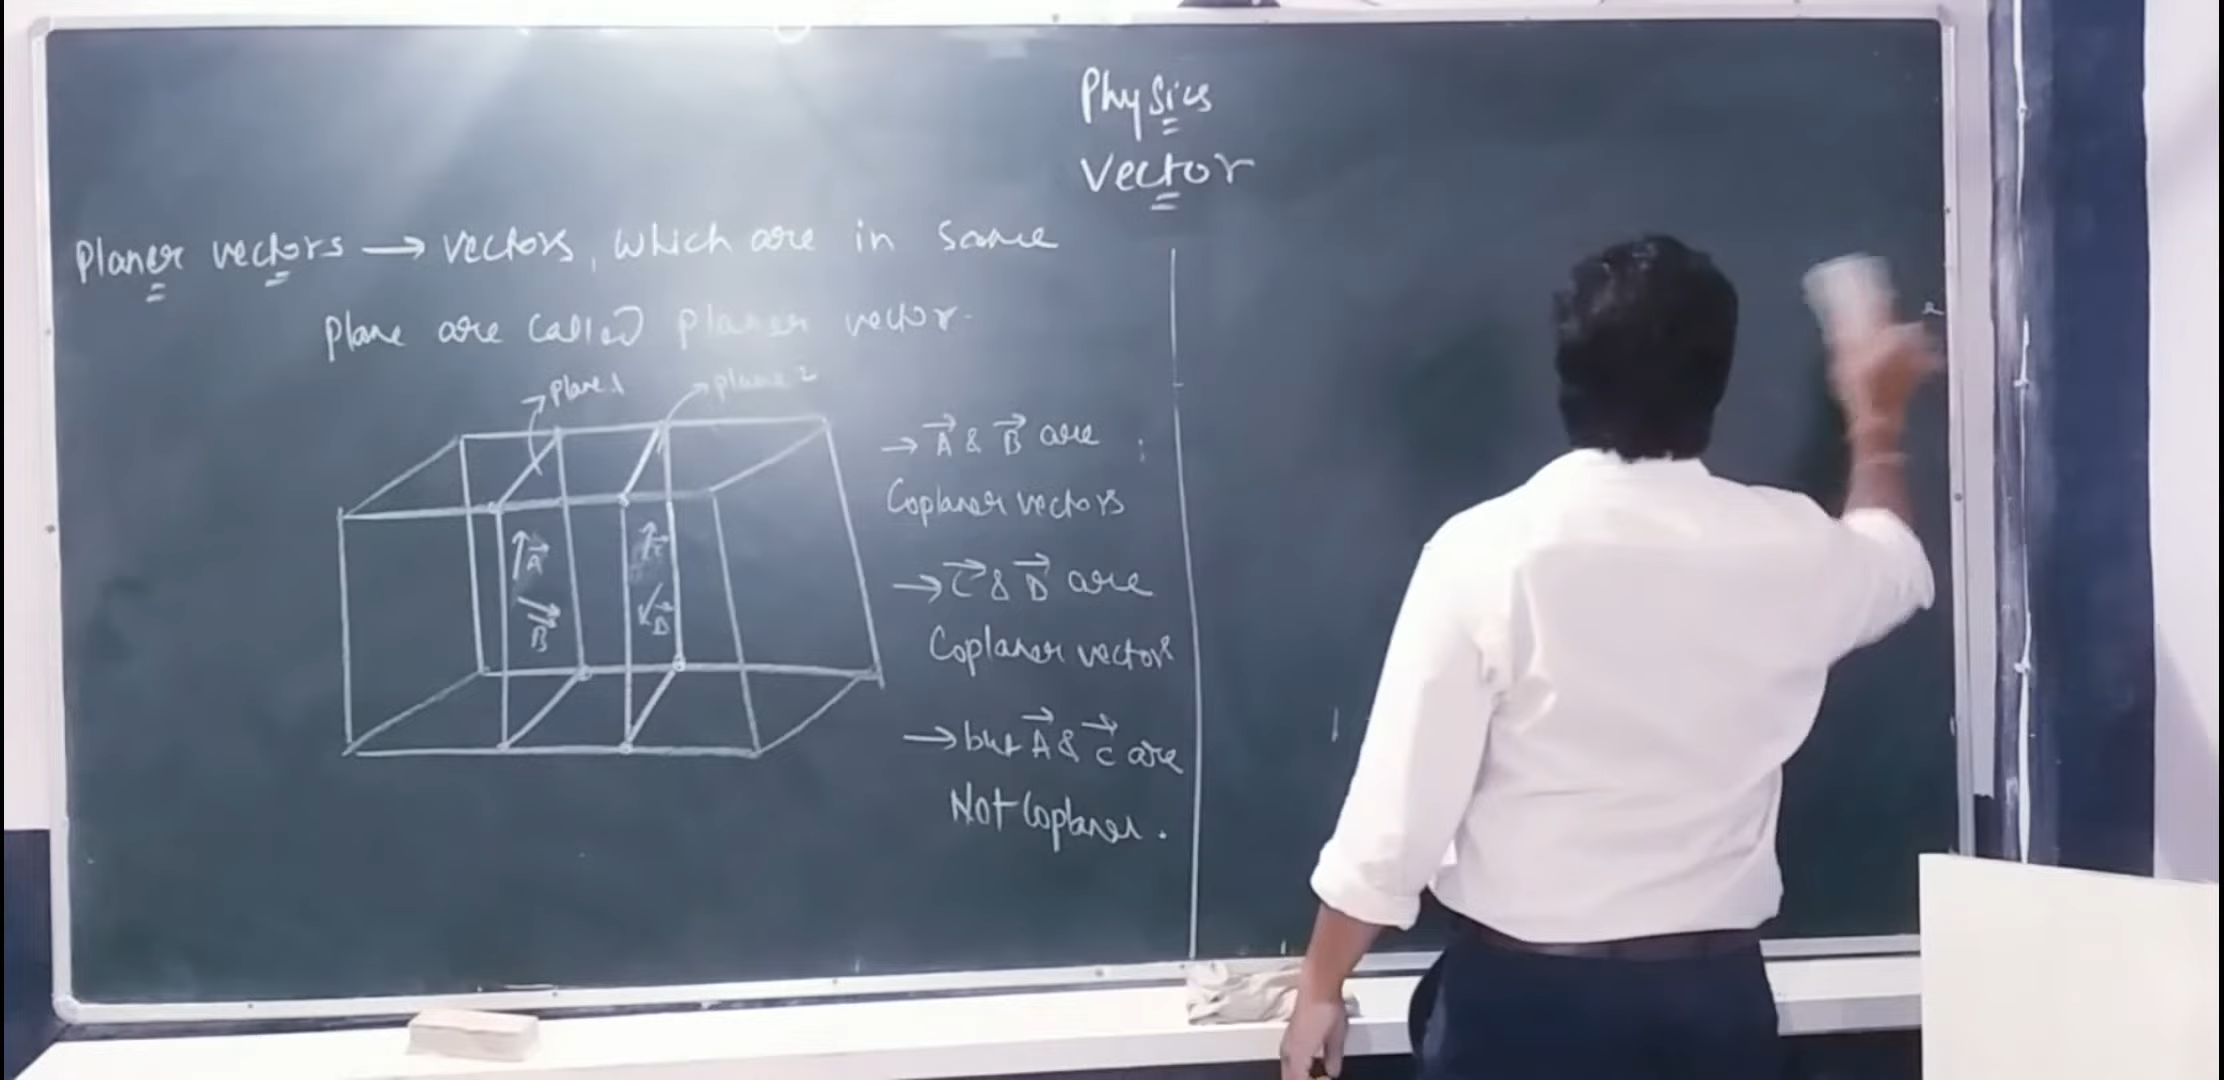 Physics
Vector
Planer vectors → vectors, which are in same
plane are called planer vector.
plane 1
plane 2
A
B
C
D
→ A & B are
Coplaner vectors
→ C & D are
Coplaner vectors
→ but A & C are
Not Coplaner.